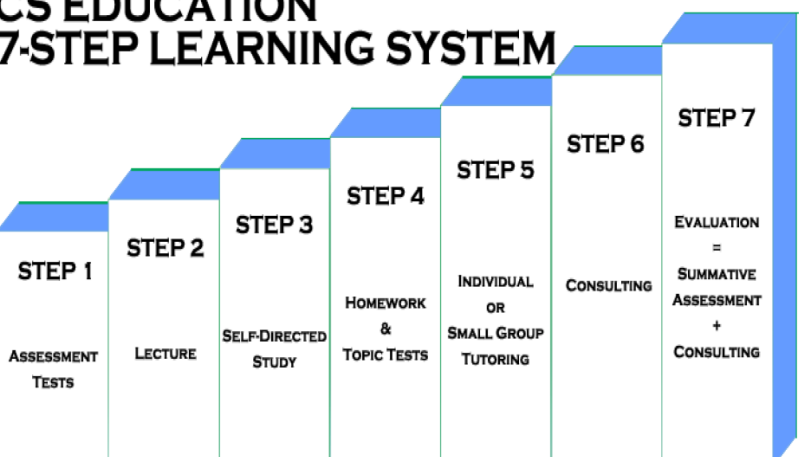 CS EDUCATION
7-STEP LEARNING SYSTEM
STEP 1
ASSESSMENT
TESTS
STEP 2
LECTURE
STEP 3
SELF-DIRECTED
STUDY
STEP 4
HOMEWORK
&
TOPIC TESTS
STEP 5
INDIVIDUAL
OR
SMALL GROUP
TUTORING
STEP 6
CONSULTING
STEP 7
EVALUATION
=
SUMMATIVE
ASSESSMENT
+
CONSULTING